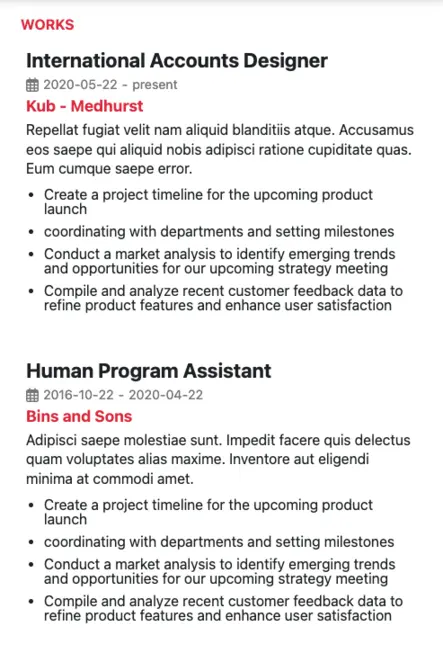 WORKS
International Accounts Designer
2020-05-22 - present
Kub - Medhurst
Repellat fugiat velit nam aliquid blanditiis atque. Accusamus
eos saepe qui aliquid nobis adipisci ratione cupiditate quas.
Eum cumque saepe error.
• Create a project timeline for the upcoming product
launch
• coordinating with departments and setting milestones
• Conduct a market analysis to identify emerging trends
and opportunities for our upcoming strategy meeting
• Compile and analyze recent customer feedback data to
refine product features and enhance user satisfaction
Human Program Assistant
2016-10-22 - 2020-04-22
Bins and Sons
Adipisci saepe molestiae sunt. Impedit facere quis delectus
quam voluptates alias maxime. Inventore aut eligendi
minima at commodi amet.
• Create a project timeline for the upcoming product
launch
• coordinating with departments and setting milestones
• Conduct a market analysis to identify emerging trends
and opportunities for our upcoming strategy meeting
• Compile and analyze recent customer feedback data to
refine product features and enhance user satisfaction